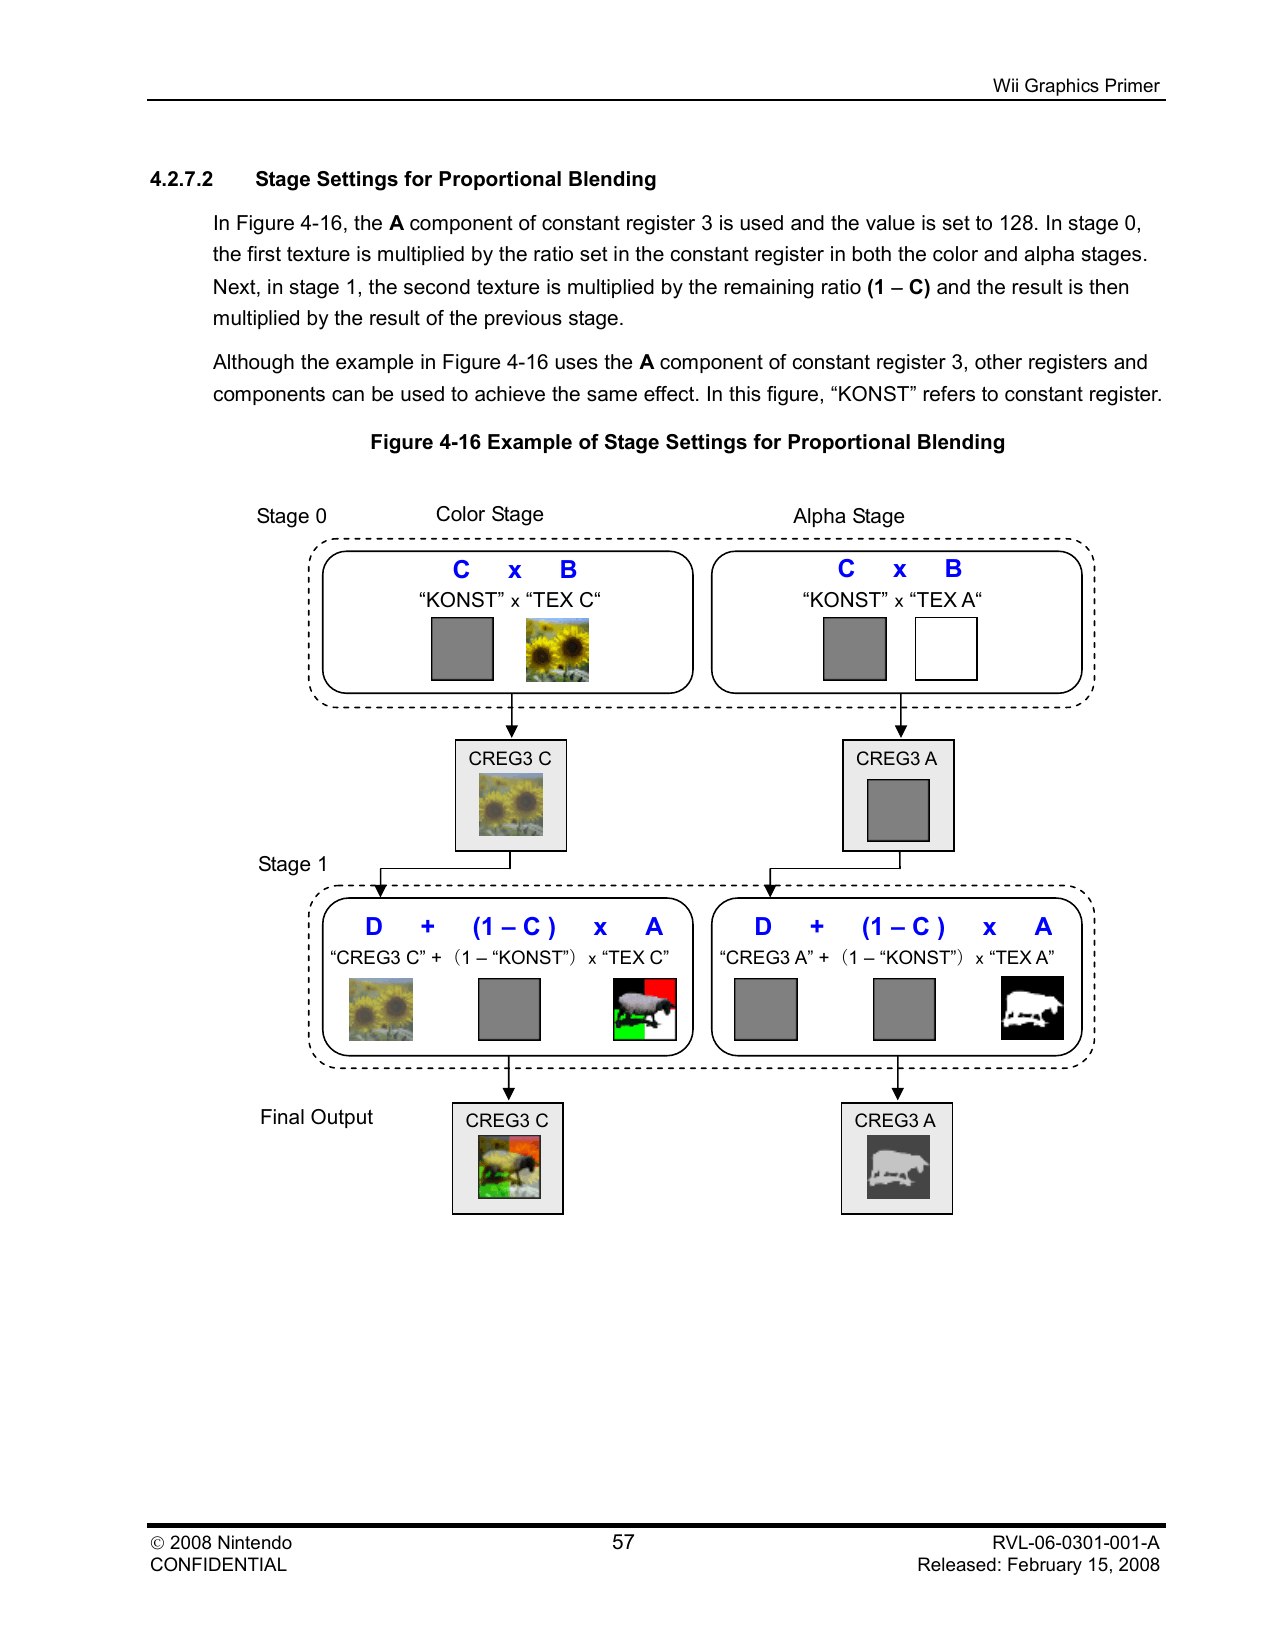 Wii Graphics Primer
4.2.7.2 Stage Settings for Proportional Blending
In Figure 4-16, the A component of constant register 3 is used and the value is set to 128. In stage 0,
the first texture is multiplied by the ratio set in the constant register in both the color and alpha stages.
Next, in stage 1, the second texture is multiplied by the remaining ratio (1 – C) and the result is then
multiplied by the result of the previous stage.
Although the example in Figure 4-16 uses the A component of constant register 3, other registers and
components can be used to achieve the same effect. In this figure, “KONST” refers to constant register.
Figure 4-16 Example of Stage Settings for Proportional Blending
Stage 0 Color Stage Alpha Stage
C x B C x B
“KONST” x “TEX C“ “KONST” x “TEX A“
CREG3 C CREG3 A
Stage 1
D + (1 – C ) x A D + (1 – C ) x A
“CREG3 C” +（1 – “KONST”）x “TEX C” “CREG3 A” +（1 – “KONST”）x “TEX A”
Final Output CREG3 C CREG3 A
© 2008 Nintendo 57 RVL-06-0301-001-A
CONFIDENTIAL Released: February 15, 2008